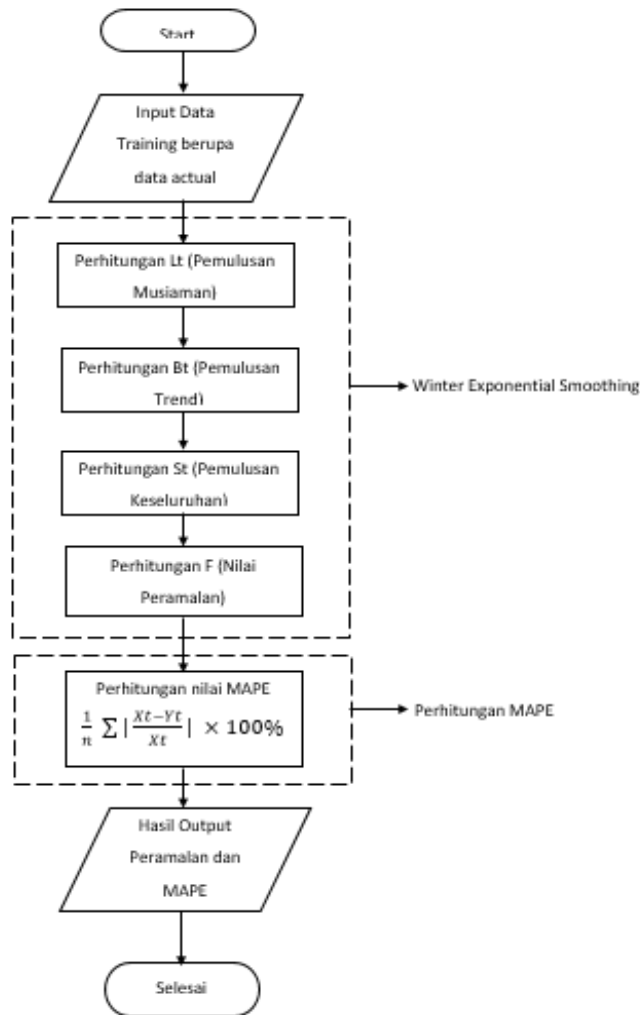 Start
Input Data
Training berupa
data actual
Perhitungan Lt (Pemulusan
Musiaman)
Perhitungan Bt (Pemulusan
Trend)
Winter Exponential Smoothing
Perhitungan St (Pemulusan
Keseluruhan)
Perhitungan F (Nilai
Peramalan)
Perhitungan nilai MAPE
1/n ∑ |Xt−Yt/Xt| × 100%
Perhitungan MAPE
Hasil Output
Peramalan dan
MAPE
Selesai